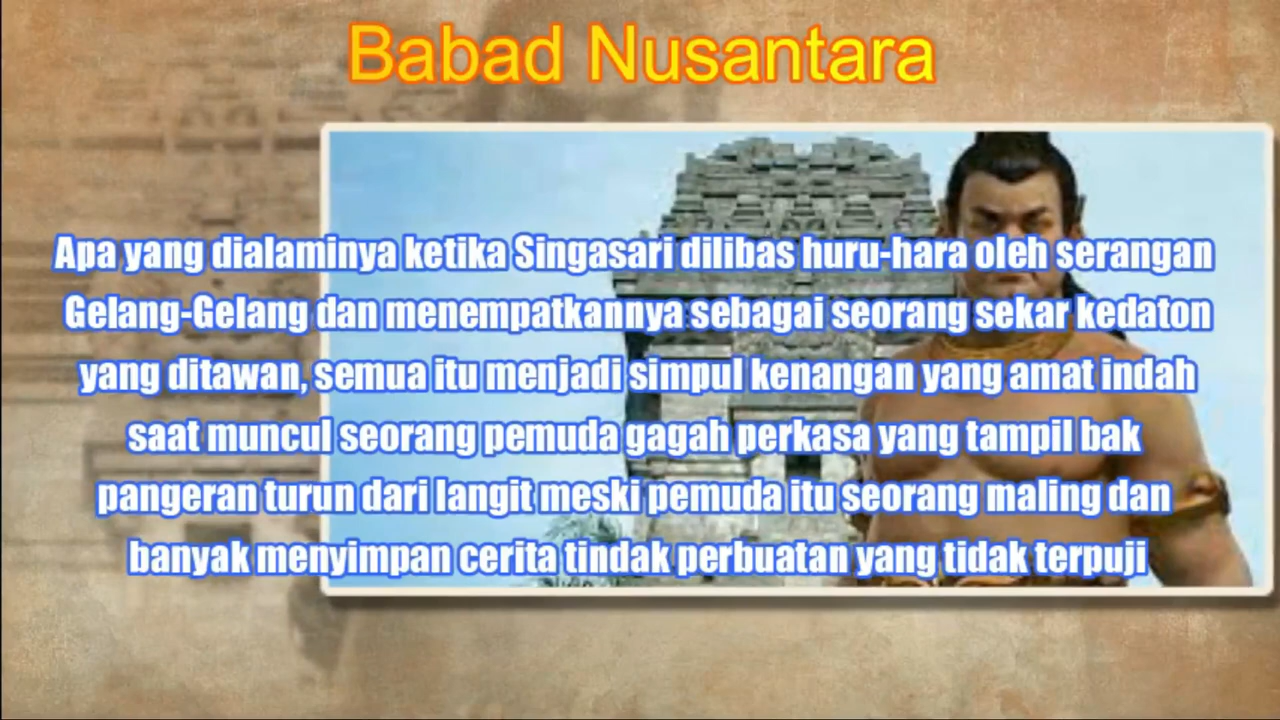 Babad Nusantara
Apa yang dialaminya ketika Singasari dilibas huru-hara oleh serangan
Gelang-Gelang dan menempatkannya sebagai seorang sekar kedaton
yang ditawan, semua itu menjadi simpul kenangan yang amat indah
saat muncul seorang pemuda gagah perkasa yang tampil bak
pangeran turun dari langit meski pemuda itu seorang maling dan
banyak menyimpan cerita tindak perbuatan yang tidak terpuji